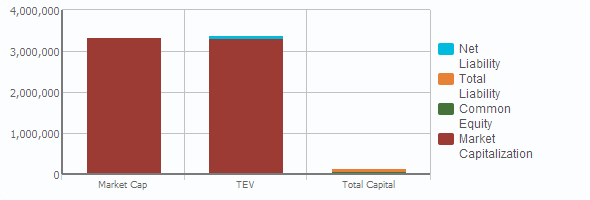 4,000,000
3,000,000
2,000,000
1,000,000
0
Market Cap
TEV
Total Capital
Net
Liability
Total
Liability
Common
Equity
Market
Capitalization